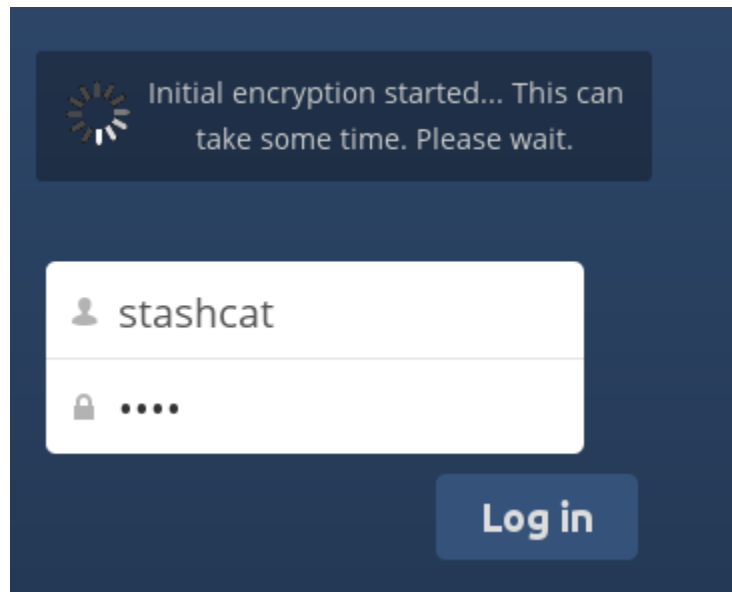 Initial encryption started... This can
take some time. Please wait.
stashcat
••••
Log in